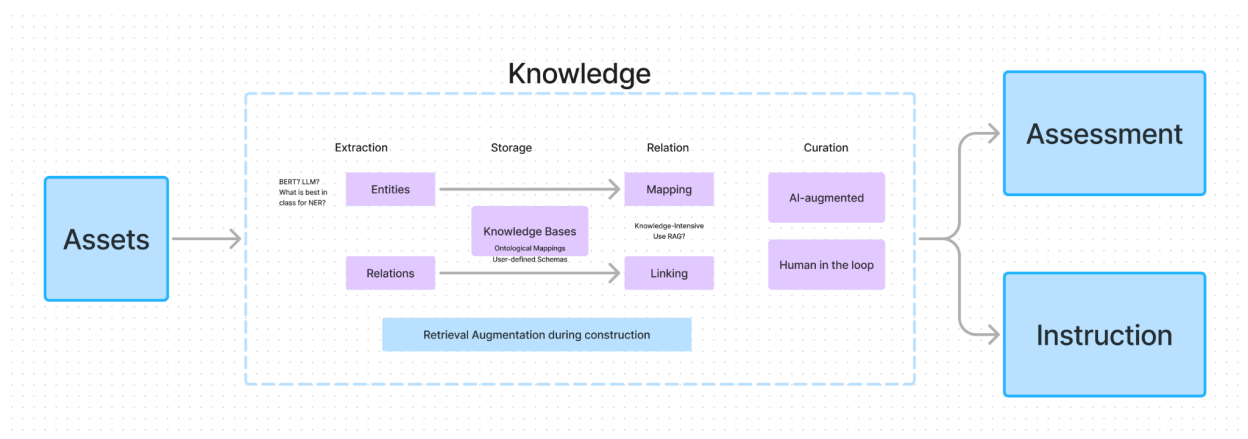 Knowledge
Assets
Extraction
Storage
Relation
Curation
BERT? LLM?
What is best in
class for NER?
Entities
Relations
Knowledge Bases
Ontological Mappings
User-defined Schemas
Mapping
Knowledge-Intensive
Use RAG?
Linking
AI-augmented
Human in the loop
Retrieval Augmentation during construction
Assessment
Instruction